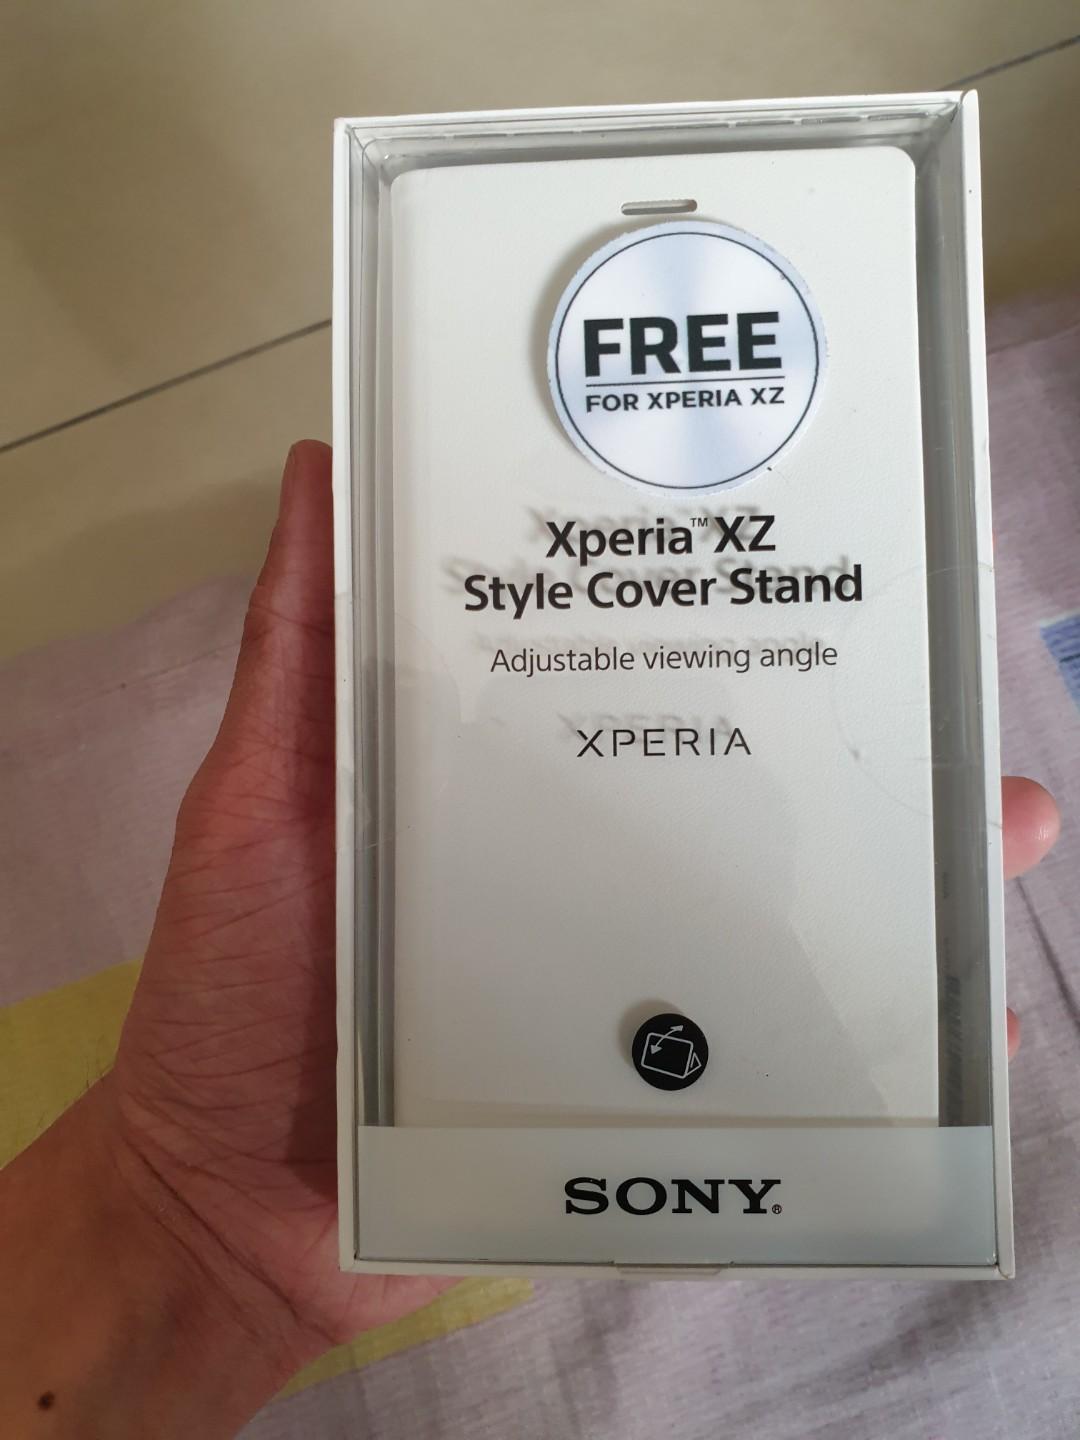 FREE
FOR XPERIA XZ
Xperia™ XZ
Style Cover Stand
Adjustable viewing angle
XPERIA
SONY®